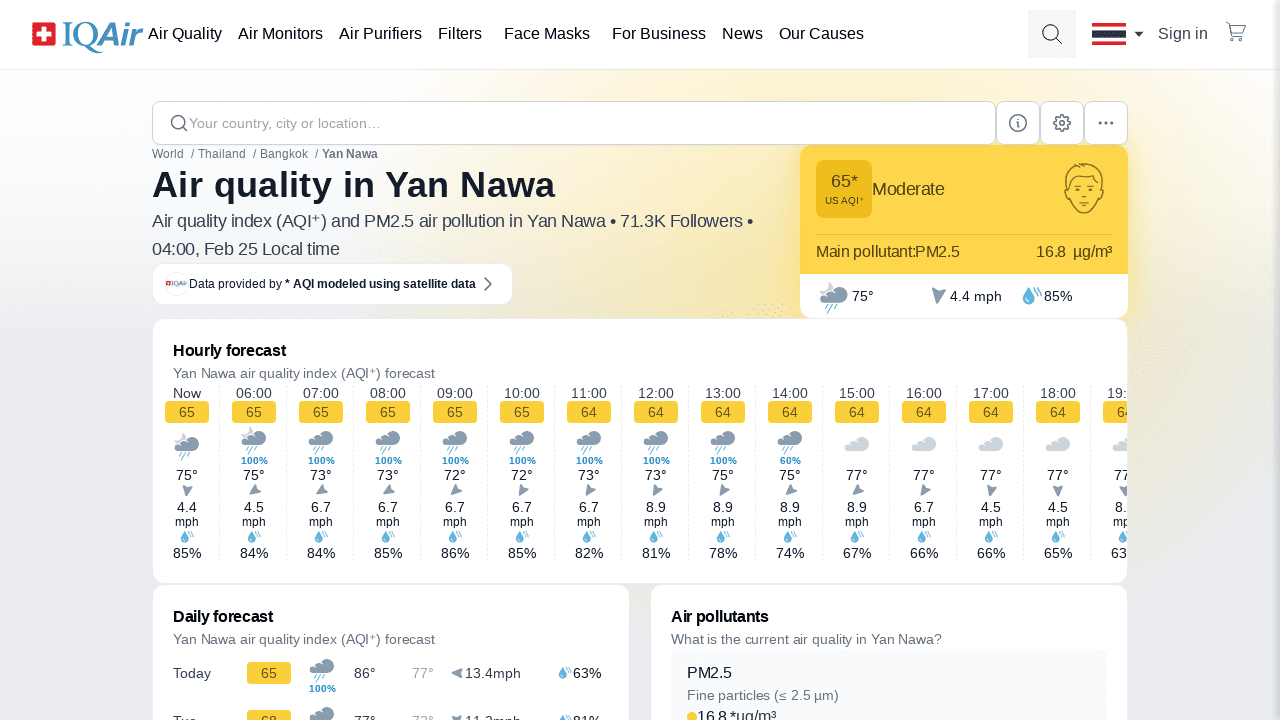 IQAir Air Quality Air Monitors Air Purifiers Filters Face Masks For Business News Our Causes Sign in
Your country, city or location...
World / Thailand / Bangkok / Yan Nawa
Air quality in Yan Nawa
Air quality index (AQI⁺) and PM2.5 air pollution in Yan Nawa • 71.3K Followers •
04:00, Feb 25 Local time
IQAir Data provided by * AQI modeled using satellite data
65*
US AQI⁺
Moderate
Main pollutant: PM2.5 16.8 µg/m³
75° 4.4 mph 85%
Hourly forecast
Yan Nawa air quality index (AQI⁺) forecast
Now 06:00 07:00 08:00 09:00 10:00 11:00 12:00 13:00 14:00 15:00 16:00 17:00 18:00 19:
65 65 65 65 65 65 64 64 64 64 64 64 64 64 64
100% 100% 100% 100% 100% 100% 100% 100% 60%
75° 75° 73° 73° 72° 72° 73° 73° 75° 75° 77° 77° 77° 77° 77
4.4 4.5 6.7 6.7 6.7 6.7 6.7 8.9 8.9 8.9 8.9 6.7 4.5 4.5 8.
mph mph mph mph mph mph mph mph mph mph mph mph mph mph mp
85% 84% 84% 85% 86% 85% 82% 81% 78% 74% 67% 66% 66% 65% 63
Daily forecast
Yan Nawa air quality index (AQI⁺) forecast
Today 65 100% 86° 77° 13.4mph 63%
Tue 68 77° 73° 11.2mph 81%
Air pollutants
What is the current air quality in Yan Nawa?
PM2.5
Fine particles (≤ 2.5 µm)
16.8 *µg/m³